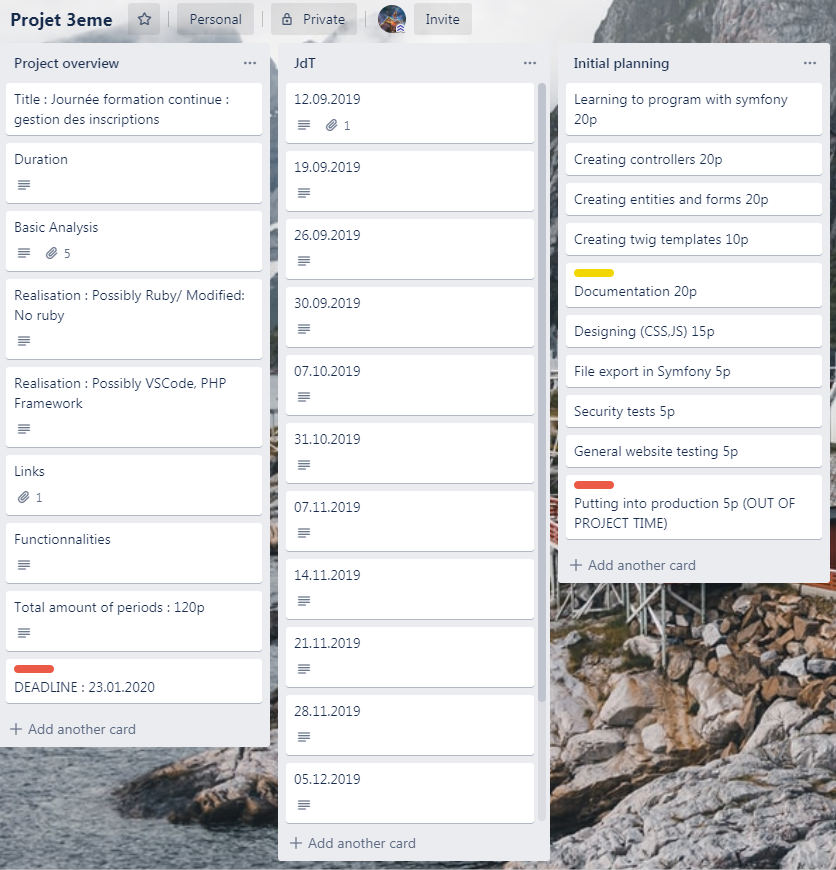 Projet 3eme
Personal
Private
Invite
Project overview
Title : Journée formation continue :
gestion des inscriptions
Duration
Basic Analysis
5
Realisation : Possibly Ruby/ Modified:
No ruby
Realisation : Possibly VSCode, PHP
Framework
Links
1
Functionnalities
Total amount of periods : 120p
DEADLINE : 23.01.2020
Add another card
JdT
12.09.2019
1
19.09.2019
26.09.2019
30.09.2019
07.10.2019
31.10.2019
07.11.2019
14.11.2019
21.11.2019
28.11.2019
05.12.2019
Add another card
Initial planning
Learning to program with symfony
20p
Creating controllers 20p
Creating entities and forms 20p
Creating twig templates 10p
Documentation 20p
Designing (CSS,JS) 15p
File export in Symfony 5p
Security tests 5p
General website testing 5p
Putting into production 5p (OUT OF
PROJECT TIME)
Add another card